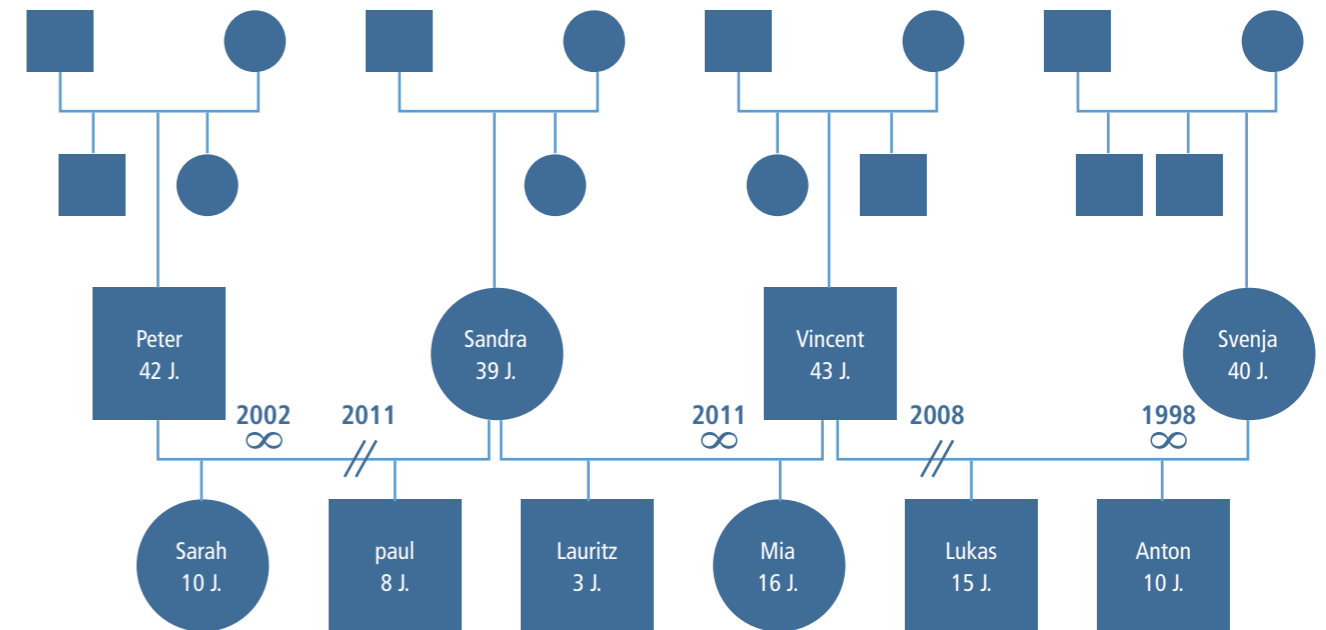 Peter
42 J.
Sandra
39 J.
Vincent
43 J.
Svenja
40 J.
2002
2011
2011
2008
1998
∞
∞
∞
//
//
Sarah
10 J.
paul
8 J.
Lauritz
3 J.
Mia
16 J.
Lukas
15 J.
Anton
10 J.